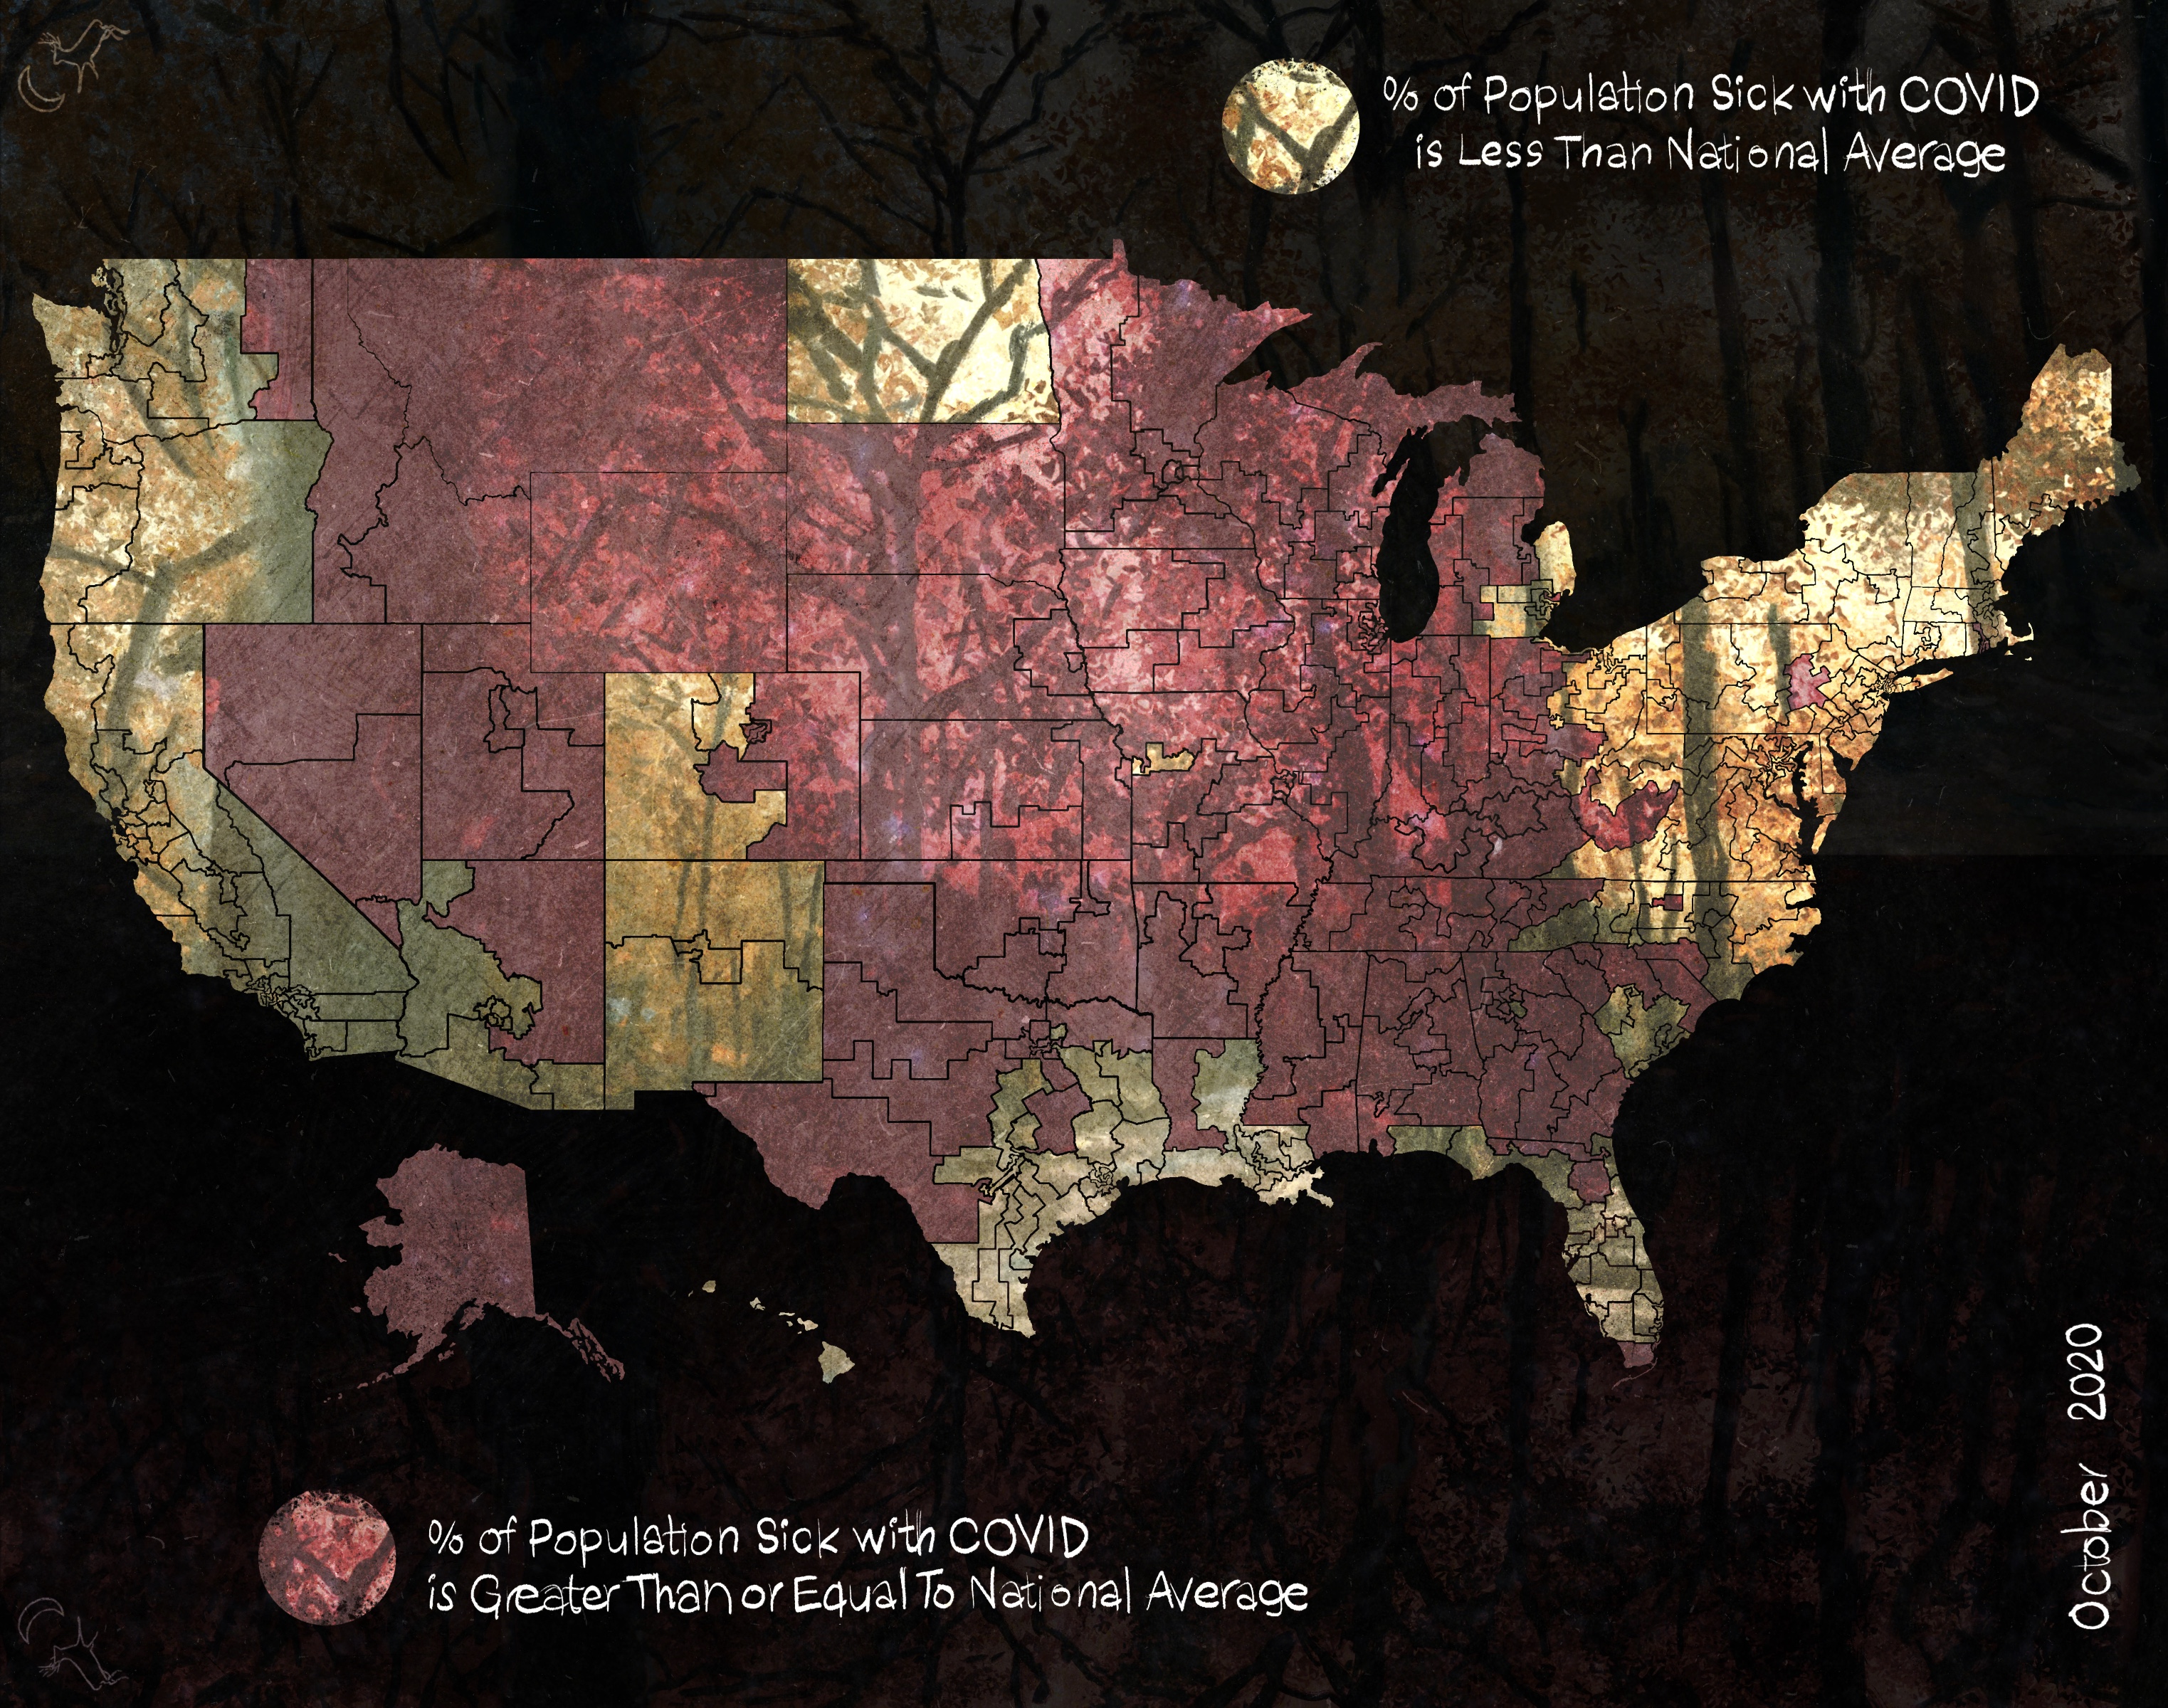 % of Population Sick with COVID
is Less Than National Average
October 2020
% of Population Sick with COVID
is Greater Than or Equal To National Average